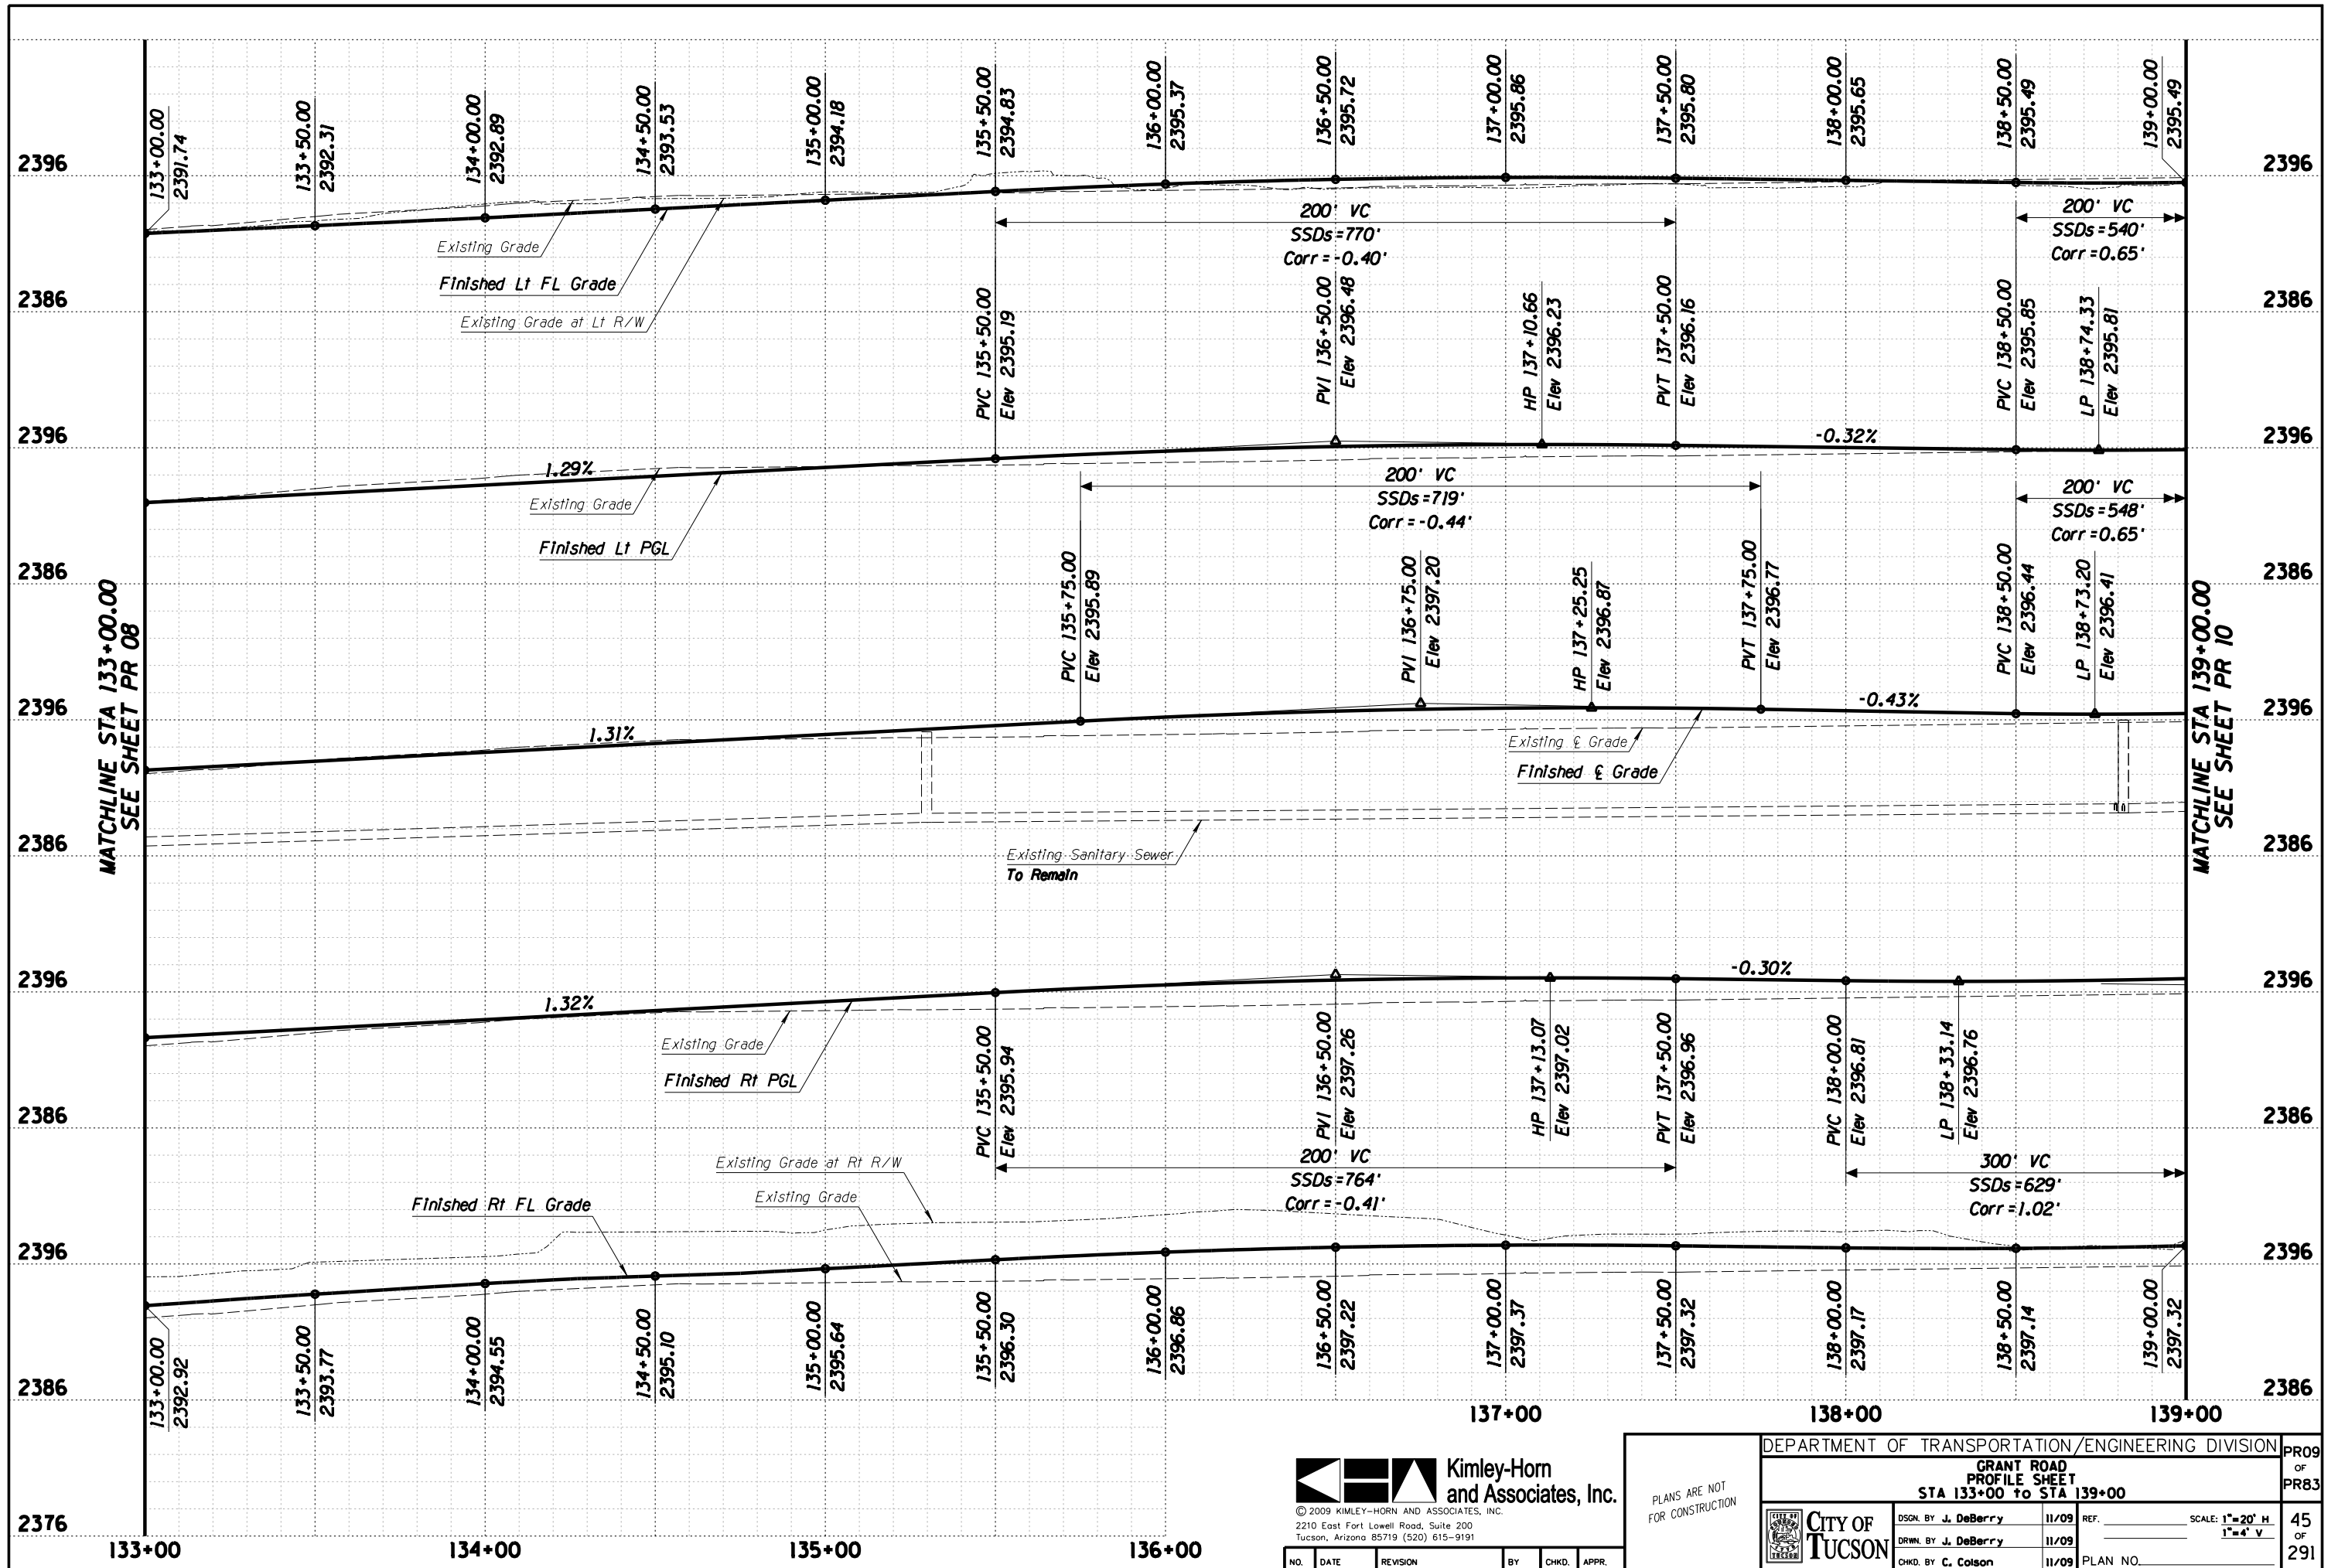 133+00.00
2391.74
133+50.00
2392.31
134+00.00
2392.89
134+50.00
2393.53
135+00.00
2394.18
135+50.00
2394.83
136+00.00
2395.37
136+50.00
2395.72
137+00.00
2395.86
137+50.00
2395.80
138+00.00
2395.65
138+50.00
2395.49
139+00.00
2395.49
2396
2396
Existing Grade
Finished Lt FL Grade
Existing Grade at Lt R/W
200' VC
SSDs=770'
Corr=-0.40'
200' VC
SSDs=540'
Corr=0.65'
2386
2386
PVC 135+50.00
Elev 2395.19
PVI 136+50.00
Elev 2396.48
HP 137+10.66
Elev 2396.23
PVT 137+50.00
Elev 2396.16
PVC 138+50.00
Elev 2395.85
LP 138+74.33
Elev 2395.81
2396
2396
1.29%
-0.32%
Existing Grade
Finished Lt PGL
200' VC
SSDs=719'
Corr=-0.44'
200' VC
SSDs=548'
Corr=0.65'
2386
2386
MATCHLINE STA 133+00.00
SEE SHEET PR 08
MATCHLINE STA 139+00.00
SEE SHEET PR 10
PVC 135+75.00
Elev 2395.89
PVI 136+75.00
Elev 2397.20
HP 137+25.25
Elev 2396.87
PVT 137+75.00
Elev 2396.77
PVC 138+50.00
Elev 2396.44
LP 138+73.20
Elev 2396.41
2396
2396
1.31%
-0.43%
Existing ℄ Grade
Finished ℄ Grade
2386
2386
Existing Sanitary Sewer
To Remain
2396
2396
1.32%
-0.30%
Existing Grade
Finished Rt PGL
PVC 135+50.00
Elev 2395.94
PVI 136+50.00
Elev 2397.26
HP 137+13.07
Elev 2397.02
PVT 137+50.00
Elev 2396.96
PVC 138+00.00
Elev 2396.81
LP 138+33.14
Elev 2396.76
2386
2386
200' VC
SSDs=764'
Corr=-0.41'
300' VC
SSDs=629'
Corr=1.02'
Existing Grade at Rt R/W
Existing Grade
Finished Rt FL Grade
2396
2396
133+00.00
2392.92
133+50.00
2393.77
134+00.00
2394.55
134+50.00
2395.10
135+00.00
2395.64
135+50.00
2396.30
136+00.00
2396.86
136+50.00
2397.22
137+00.00
2397.37
137+50.00
2397.32
138+00.00
2397.17
138+50.00
2397.14
139+00.00
2397.32
2386
2386
137+00
138+00
139+00
2376
133+00
134+00
135+00
136+00
Kimley-Horn
and Associates, Inc.
© 2009 KIMLEY-HORN AND ASSOCIATES, INC.
2210 East Fort Lowell Road, Suite 200
Tucson, Arizona 85719 (520) 615-9191
NO. DATE REVISION BY CHKD. APPR.
PLANS ARE NOT
FOR CONSTRUCTION
DEPARTMENT OF TRANSPORTATION/ENGINEERING DIVISION
GRANT ROAD
PROFILE SHEET
STA 133+00 to STA 139+00
PR09
OF
PR83
CITY OF
TUCSON
DSGN. BY J. DeBerry 11/09
DRWN. BY J. DeBerry 11/09
CHKD. BY C. Colson 11/09
REF.
SCALE: 1"=20' H
1"=4' V
PLAN NO.
45
OF
291